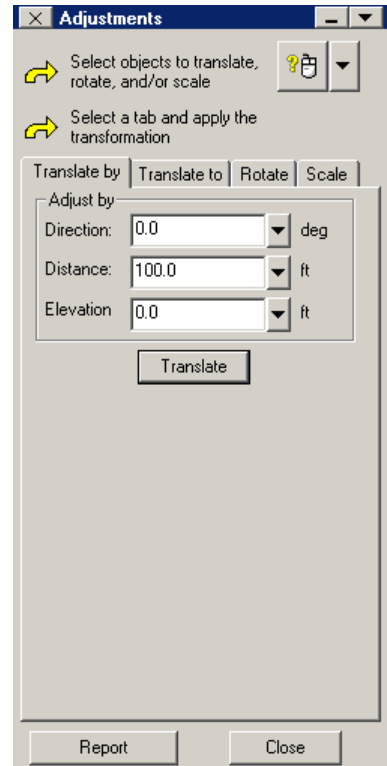 Adjustments
Select objects to translate,
rotate, and/or scale
Select a tab and apply the
transformation
Translate by Translate to Rotate Scale
Adjust by
Direction: 0.0 deg
Distance: 100.0 ft
Elevation 0.0 ft
Translate
Report Close